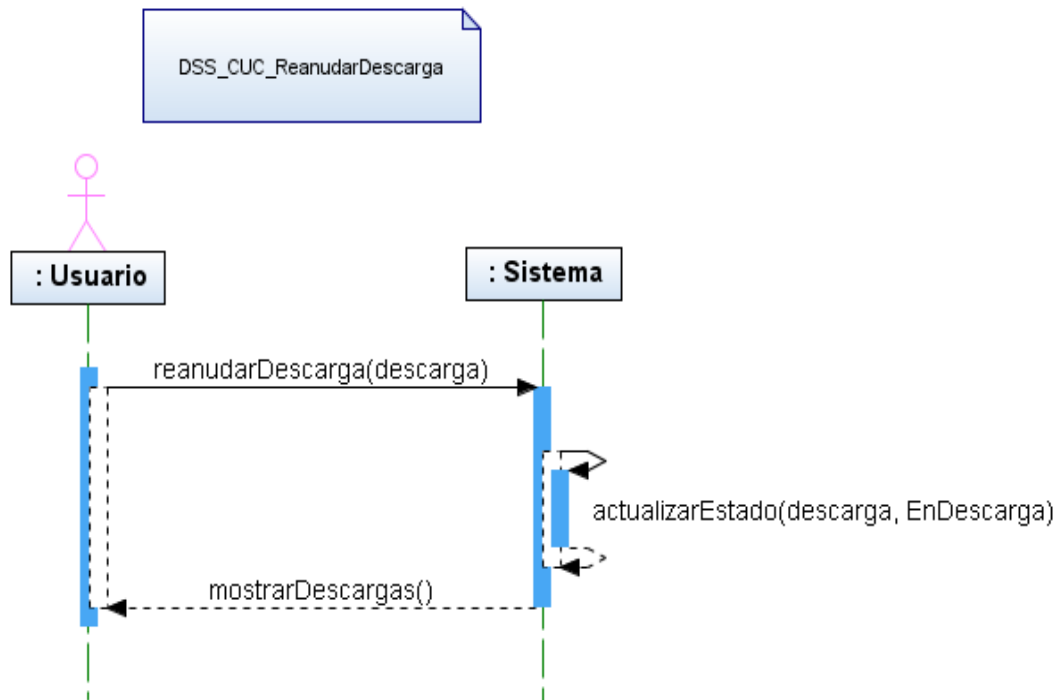 DSS_CUC_ReanudarDescarga
: Usuario
: Sistema
reanudarDescarga(descarga)
actualizarEstado(descarga, EnDescarga)
mostrarDescargas()